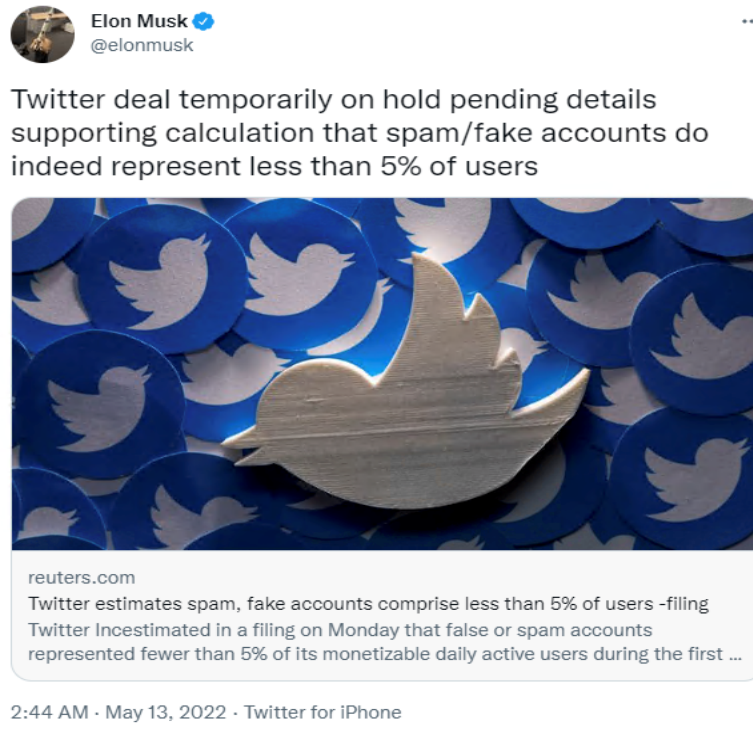 Elon Musk
@elonmusk
Twitter deal temporarily on hold pending details
supporting calculation that spam/fake accounts do
indeed represent less than 5% of users
reuters.com
Twitter estimates spam, fake accounts comprise less than 5% of users -filing
Twitter Incestimated in a filing on Monday that false or spam accounts
represented fewer than 5% of its monetizable daily active users during the first ...
2:44 AM · May 13, 2022 · Twitter for iPhone